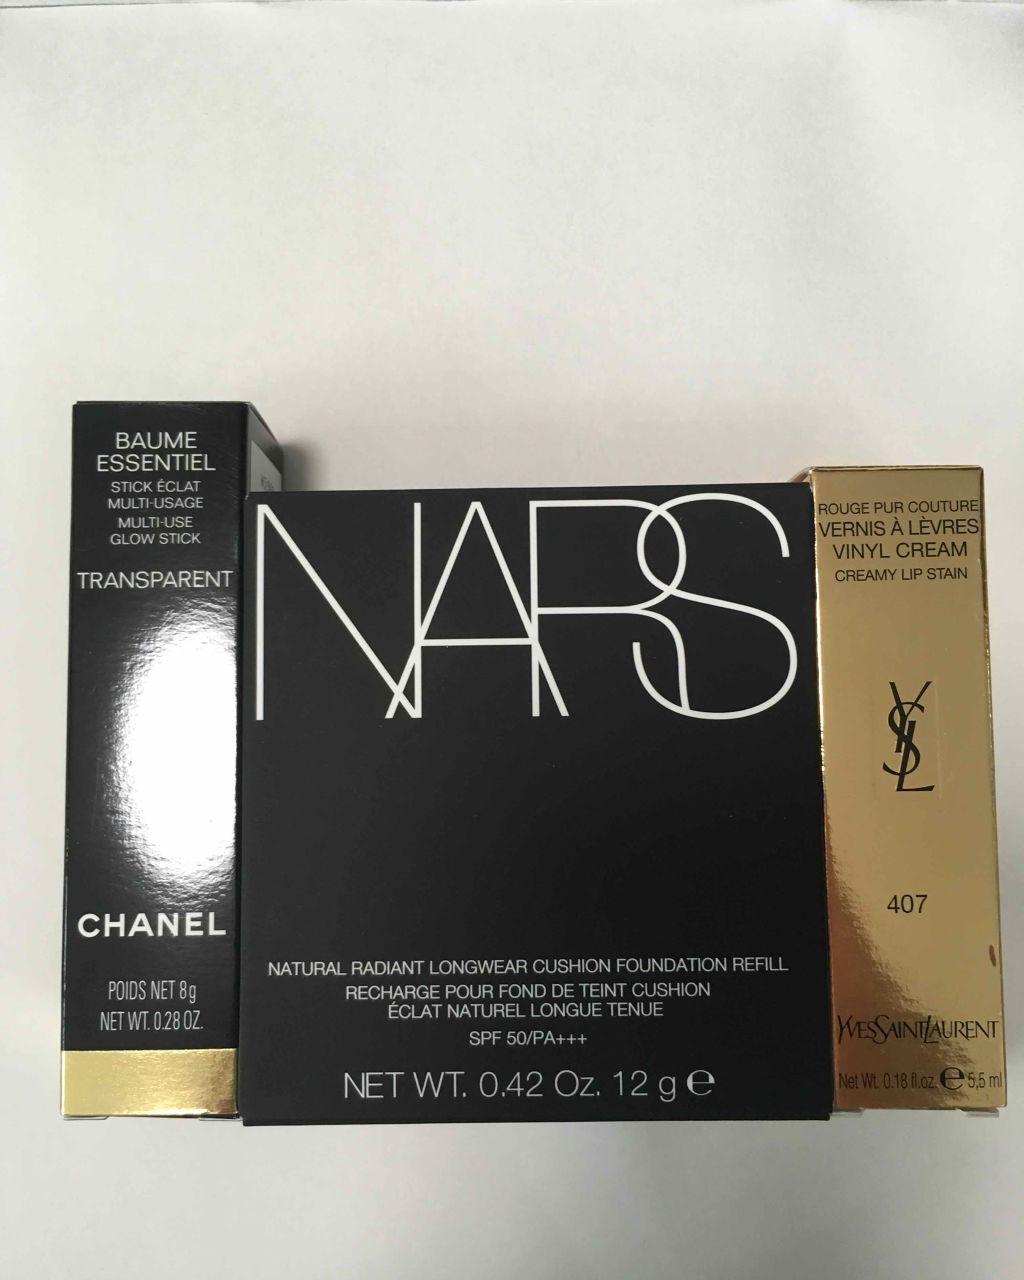 BAUME
ESSENTIEL
STICK ÉCLAT
MULTI-USAGE
MULTI-USE
GLOW STICK
TRANSPARENT
CHANEL
POIDS NET 8g
NET WT. 0.28 OZ.
NARS
NATURAL RADIANT LONGWEAR CUSHION FOUNDATION REFILL
RECHARGE POUR FOND DE TEINT CUSHION
ÉCLAT NATUREL LONGUE TENUE
SPF 50/PA+++
NET WT. 0.42 Oz. 12 g ℮
ROUGE PUR COUTURE
VERNIS À LÈVRES
VINYL CREAM
CREAMY LIP STAIN
YSL
407
YVESSAINTLAURENT
Net Wt. 0.18 fl.oz. ℮ 5,5 ml